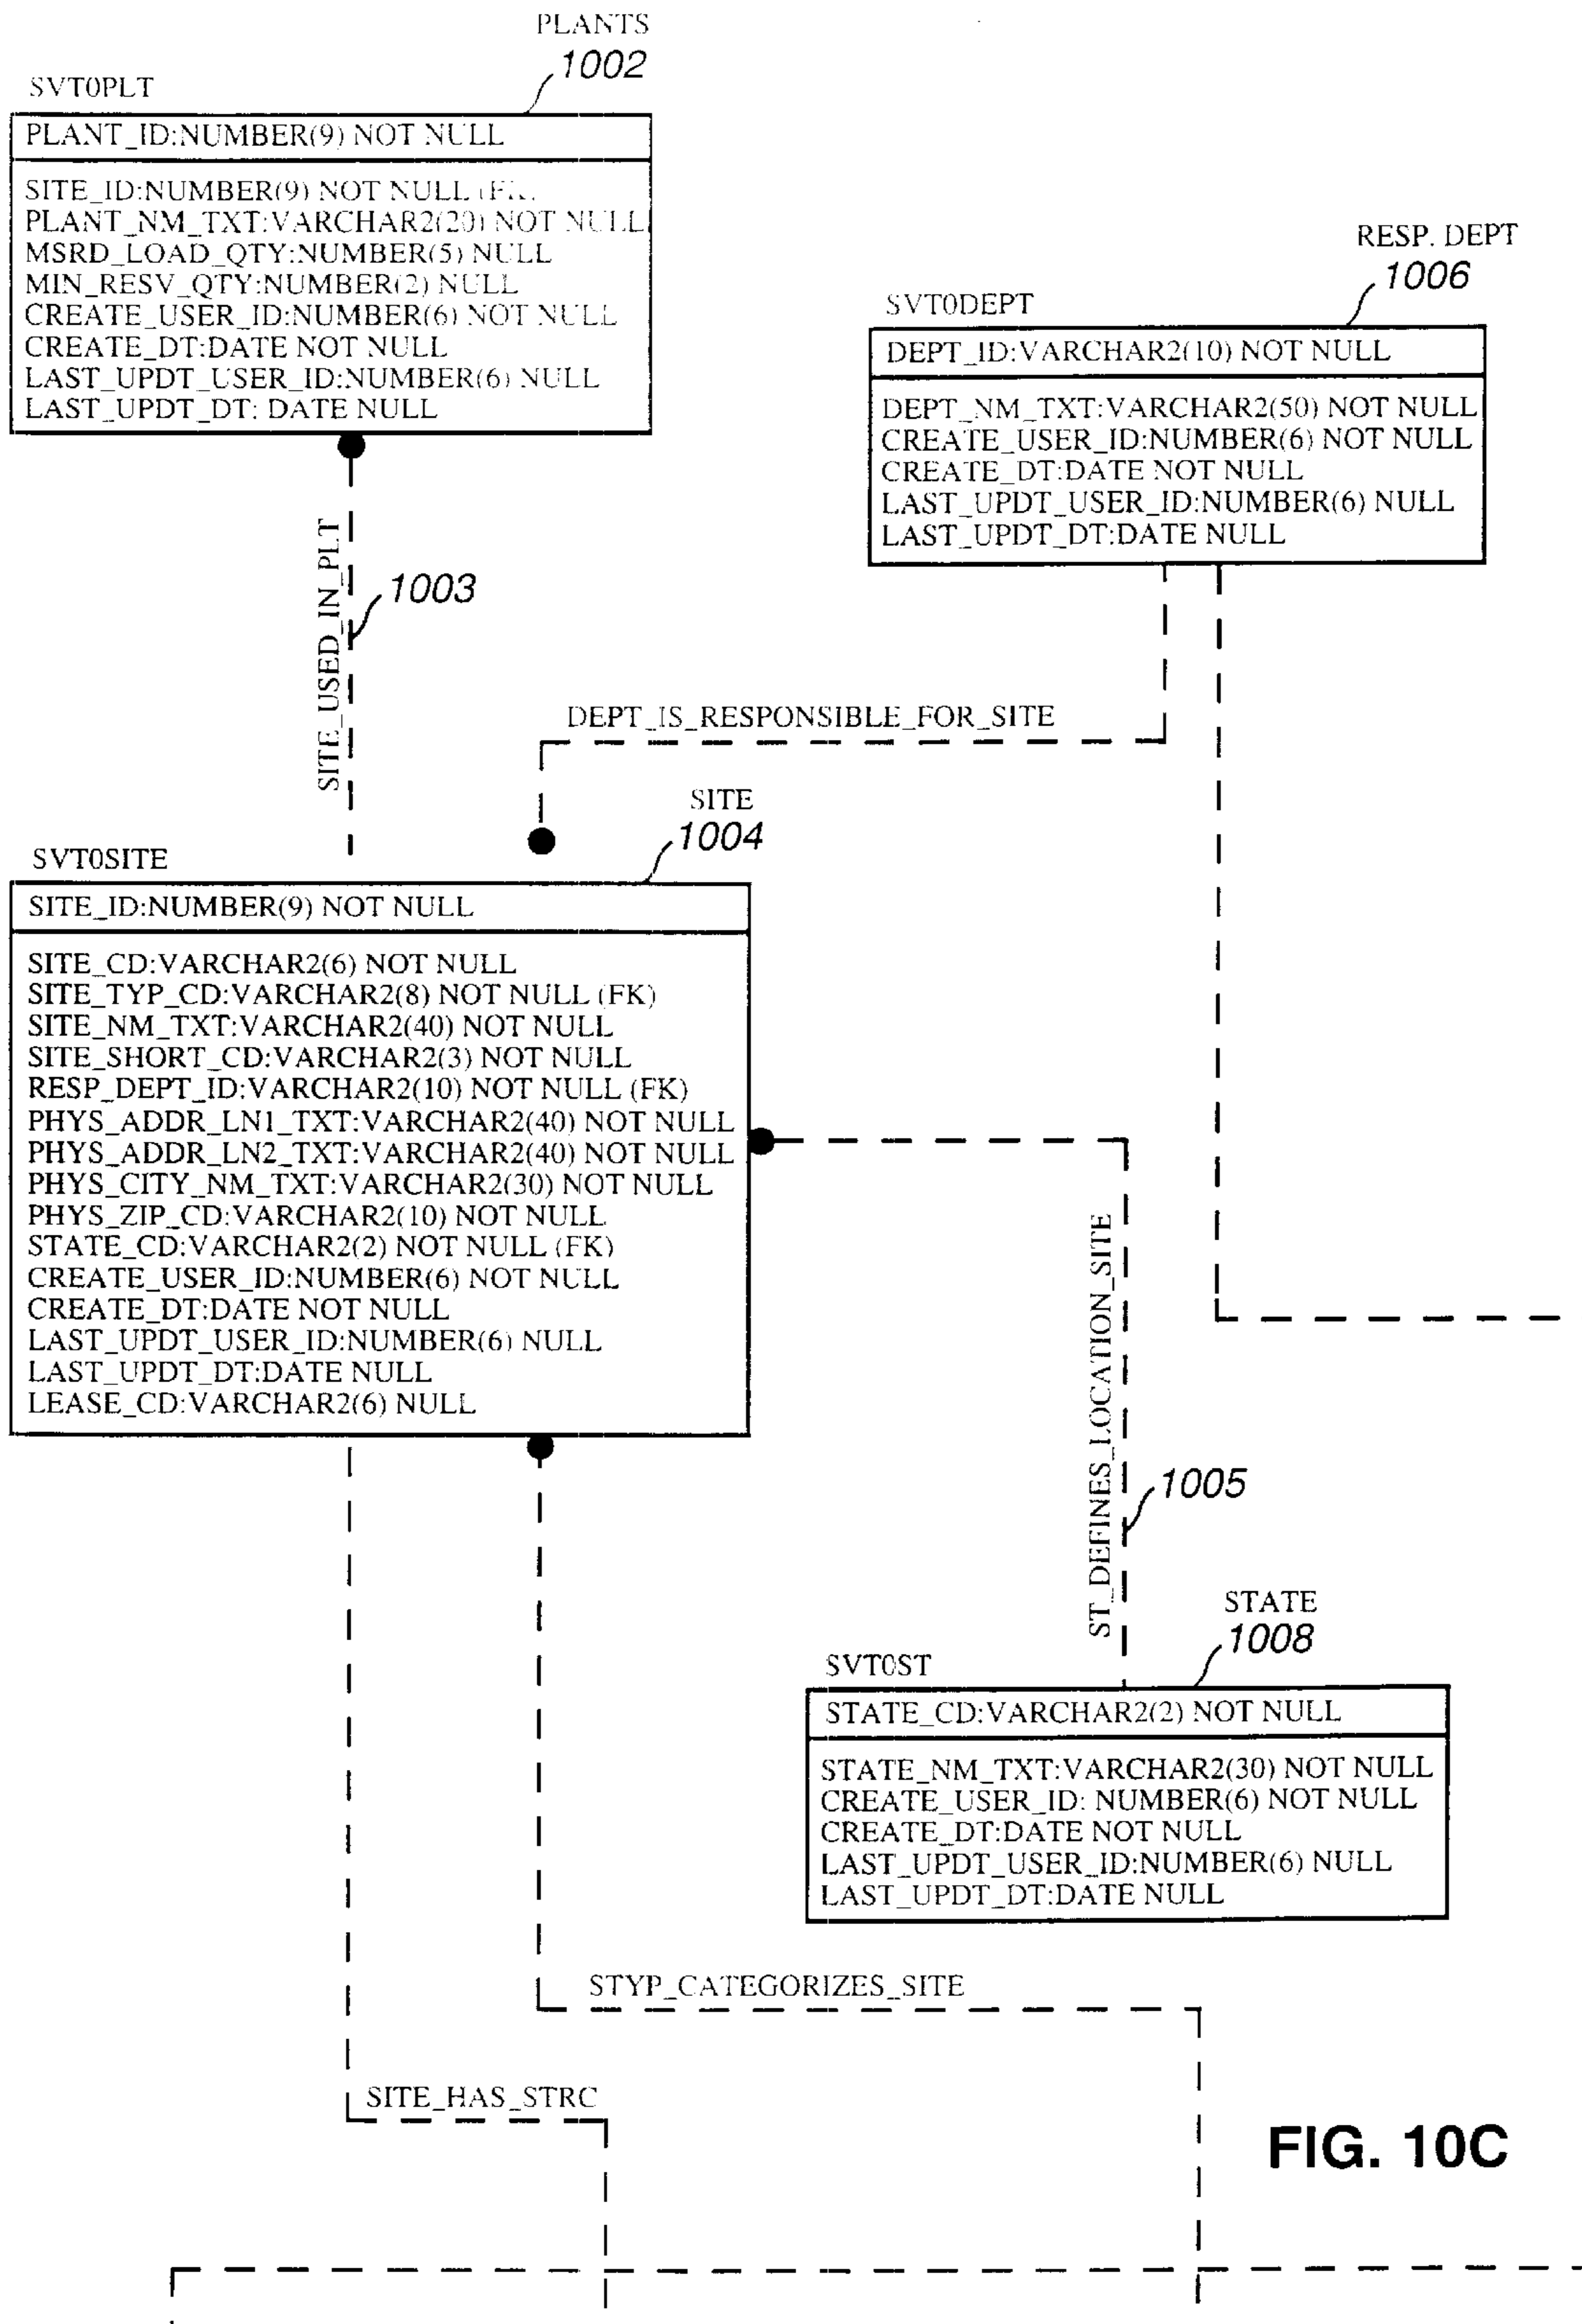 PLANTS
1002
SVT0PLT
PLANT_ID:NUMBER(9) NOT NULL
SITE_ID:NUMBER(9) NOT NULL
PLANT_NM_TXT:VARCHAR2(20) NOT NULL
MSRD_LOAD_QTY:NUMBER(5) NULL
MIN_RESV_QTY:NUMBER(2) NULL
CREATE_USER_ID:NUMBER(6) NOT NULL
CREATE_DT:DATE NOT NULL
LAST_UPDT_USER_ID:NUMBER(6) NULL
LAST_UPDT_DT: DATE NULL
RESP. DEPT
1006
SVT0DEPT
DEPT_ID:VARCHAR2(10) NOT NULL
DEPT_NM_TXT:VARCHAR2(50) NOT NULL
CREATE_USER_ID:NUMBER(6) NOT NULL
CREATE_DT:DATE NOT NULL
LAST_UPDT_USER_ID:NUMBER(6) NULL
LAST_UPDT_DT:DATE NULL
SITE_USED_IN_PLT
1003
DEPT_IS_RESPONSIBLE_FOR_SITE
SITE
1004
SVT0SITE
SITE_ID:NUMBER(9) NOT NULL
SITE_CD:VARCHAR2(6) NOT NULL
SITE_TYP_CD:VARCHAR2(8) NOT NULL (FK)
SITE_NM_TXT:VARCHAR2(40) NOT NULL
SITE_SHORT_CD:VARCHAR2(3) NOT NULL
RESP_DEPT_ID:VARCHAR2(10) NOT NULL (FK)
PHYS_ADDR_LN1_TXT:VARCHAR2(40) NOT NULL
PHYS_ADDR_LN2_TXT:VARCHAR2(40) NOT NULL
PHYS_CITY_NM_TXT:VARCHAR2(30) NOT NULL
PHYS_ZIP_CD:VARCHAR2(10) NOT NULL
STATE_CD:VARCHAR2(2) NOT NULL (FK)
CREATE_USER_ID:NUMBER(6) NOT NULL
CREATE_DT:DATE NOT NULL
LAST_UPDT_USER_ID:NUMBER(6) NULL
LAST_UPDT_DT:DATE NULL
LEASE_CD:VARCHAR2(6) NULL
ST_DEFINES_LOCATION_SITE
1005
STATE
1008
SVT0ST
STATE_CD:VARCHAR2(2) NOT NULL
STATE_NM_TXT:VARCHAR2(30) NOT NULL
CREATE_USER_ID: NUMBER(6) NOT NULL
CREATE_DT:DATE NOT NULL
LAST_UPDT_USER_ID:NUMBER(6) NULL
LAST_UPDT_DT:DATE NULL
STYP_CATEGORIZES_SITE
SITE_HAS_STRC
FIG. 10C